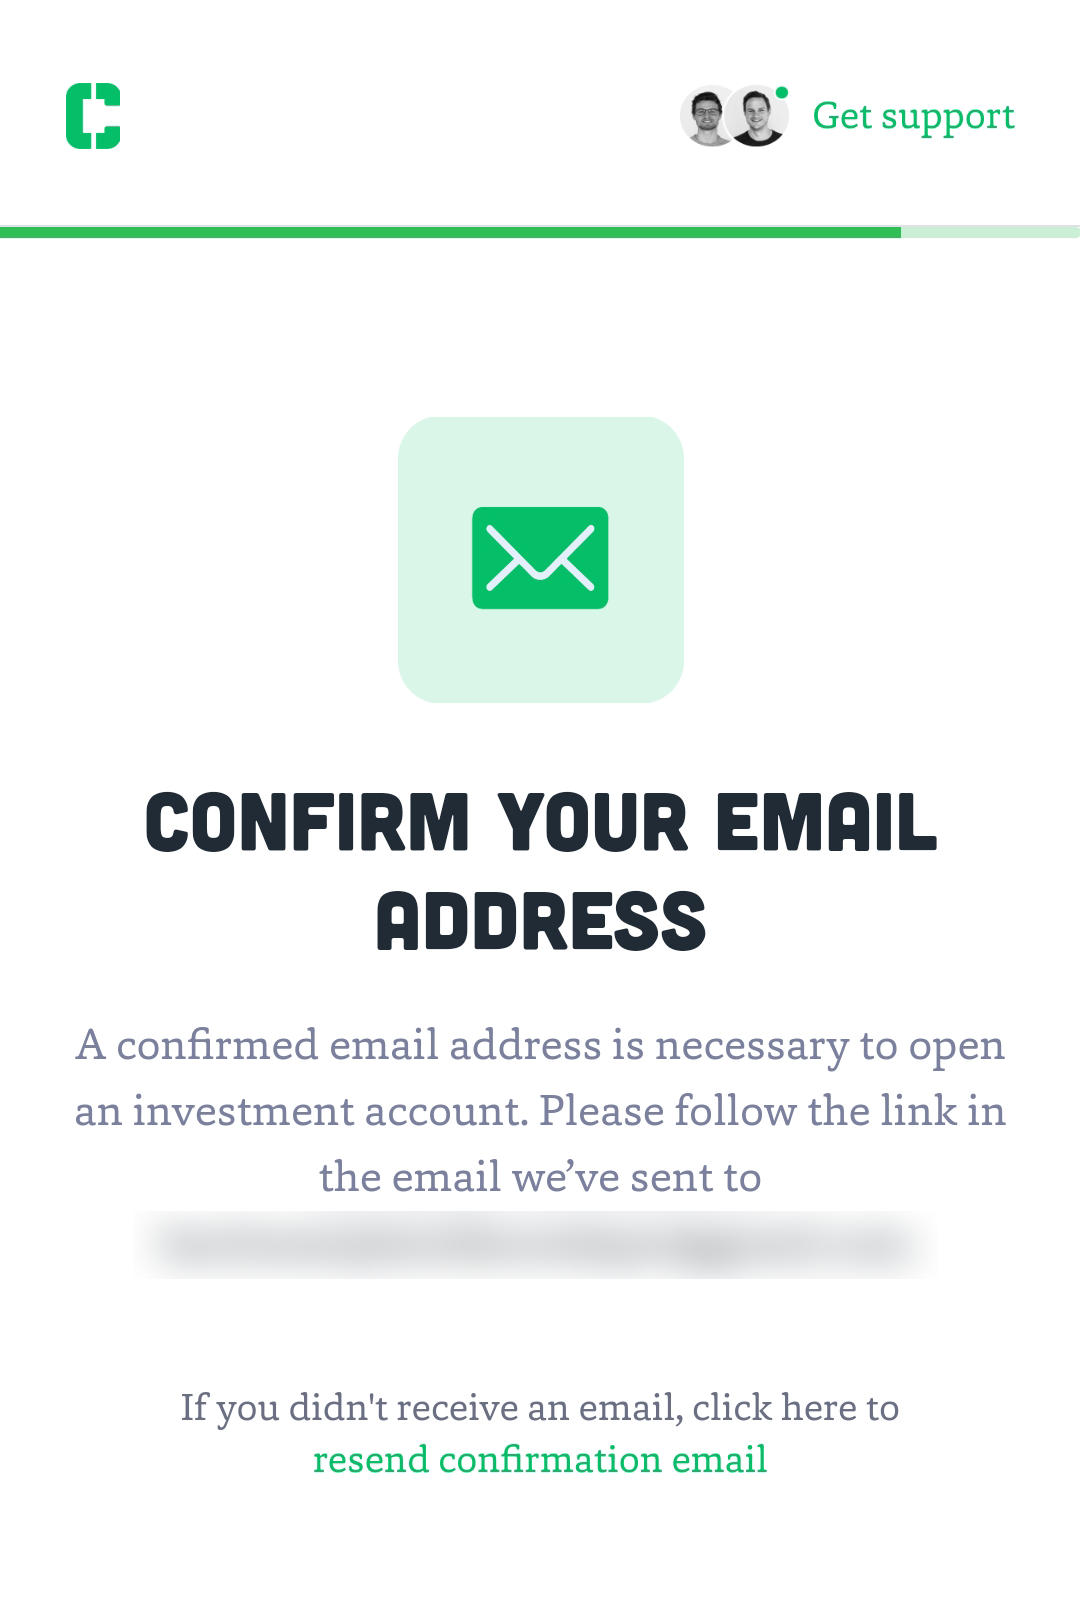 Get support
CONFIRM YOUR EMAIL
ADDRESS
A confirmed email address is necessary to open
an investment account. Please follow the link in
the email we’ve sent to
If you didn't receive an email, click here to
resend confirmation email